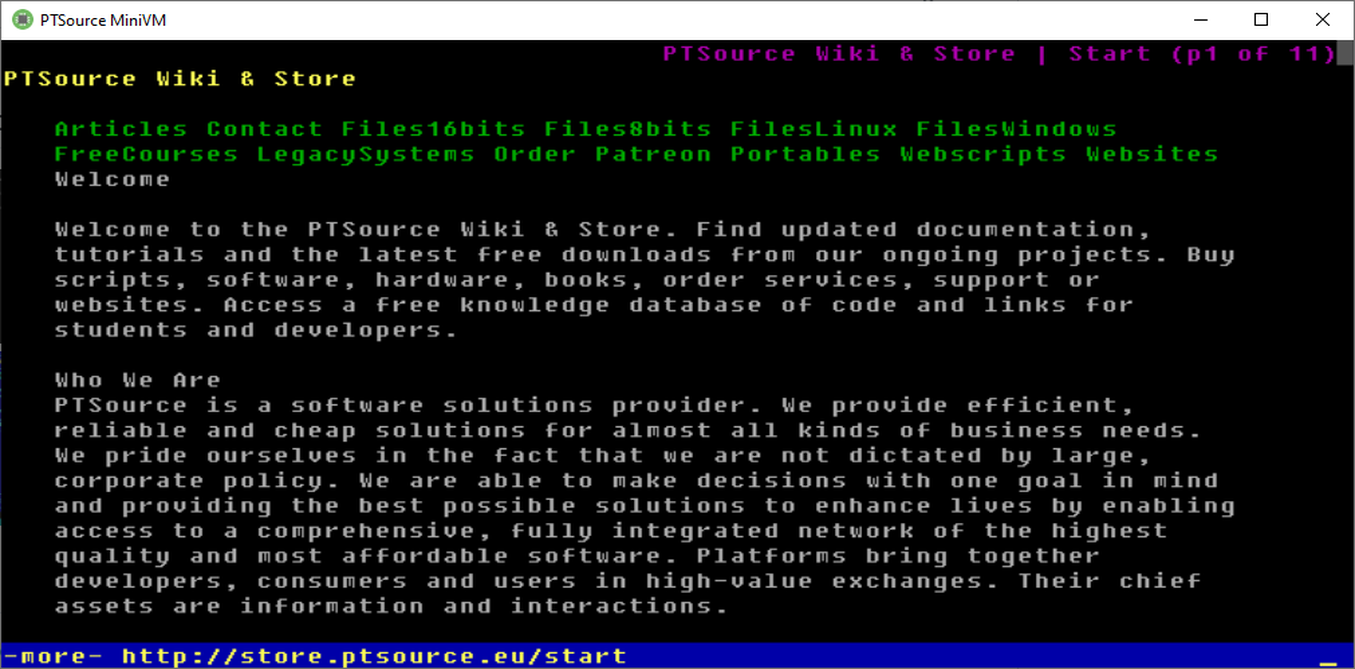 PTSource MiniVM
PTSource Wiki & Store | Start (p1 of 11)
PTSource Wiki & Store
Articles Contact Files16bits Files8bits FilesLinux FilesWindows
FreeCourses LegacySystems Order Patreon Portables Webscripts Websites
Welcome
Welcome to the PTSource Wiki & Store. Find updated documentation,
tutorials and the latest free downloads from our ongoing projects. Buy
scripts, software, hardware, books, order services, support or
websites. Access a free knowledge database of code and links for
students and developers.
Who We Are
PTSource is a software solutions provider. We provide efficient,
reliable and cheap solutions for almost all kinds of business needs.
We pride ourselves in the fact that we are not dictated by large,
corporate policy. We are able to make decisions with one goal in mind
and providing the best possible solutions to enhance lives by enabling
access to a comprehensive, fully integrated network of the highest
quality and most affordable software. Platforms bring together
developers, consumers and users in high-value exchanges. Their chief
assets are information and interactions.
-more- http://store.ptsource.eu/start